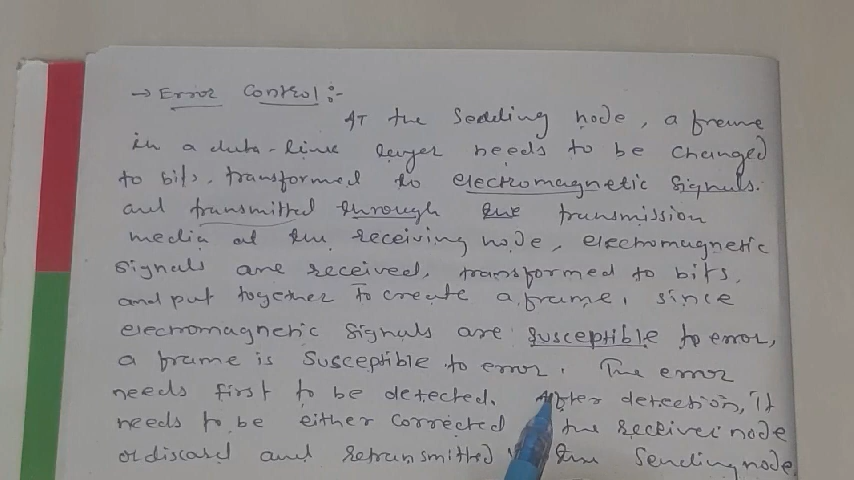 → Error Control :-
AT the Sedding node, a frame
in a data-link layer needs to be changed
to bits, transformed to electromagnetic signals.
and transmitted through the transmission
media at the receiving node, electromagnetic
signals are received, transformed to bits,
and put together to create a frame. since
electromagnetic signals are susceptible to error,
a frame is susceptible to error. The error
needs first to be detected. After detection, it
needs to be either corrected the receiver node
or discard and retransmitted the Sending node.